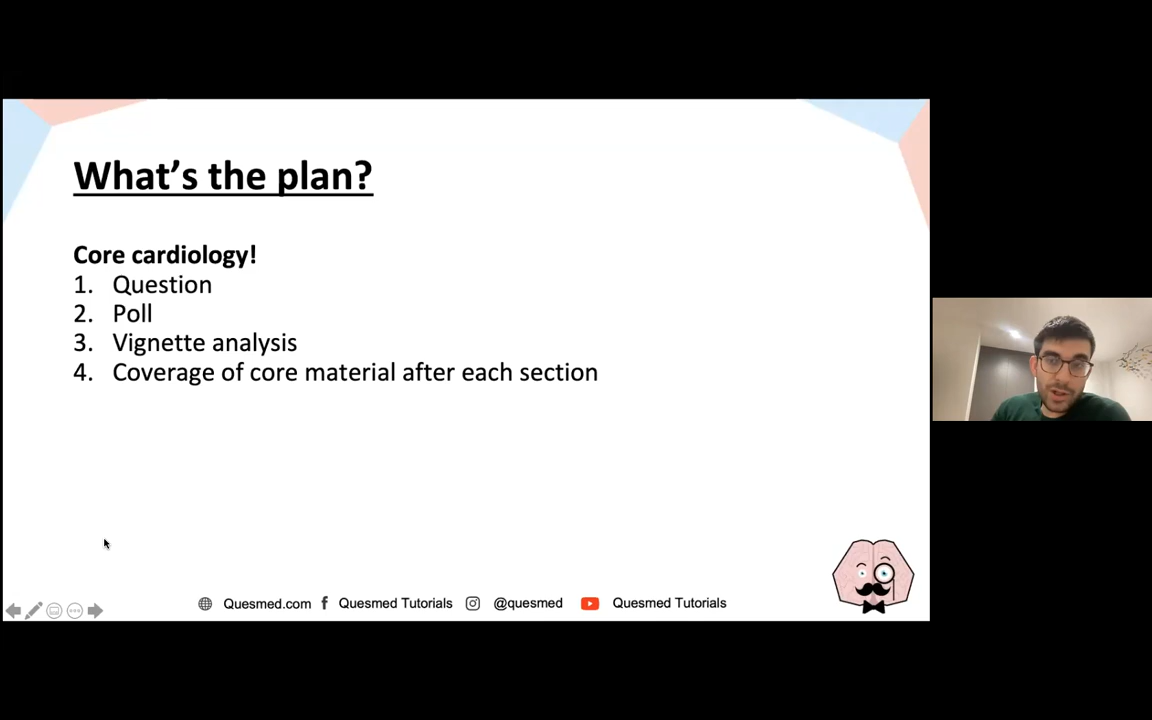 What's the plan?
Core cardiology!
1. Question
2. Poll
3. Vignette analysis
4. Coverage of core material after each section
Quesmed.com Quesmed Tutorials @quesmed Quesmed Tutorials